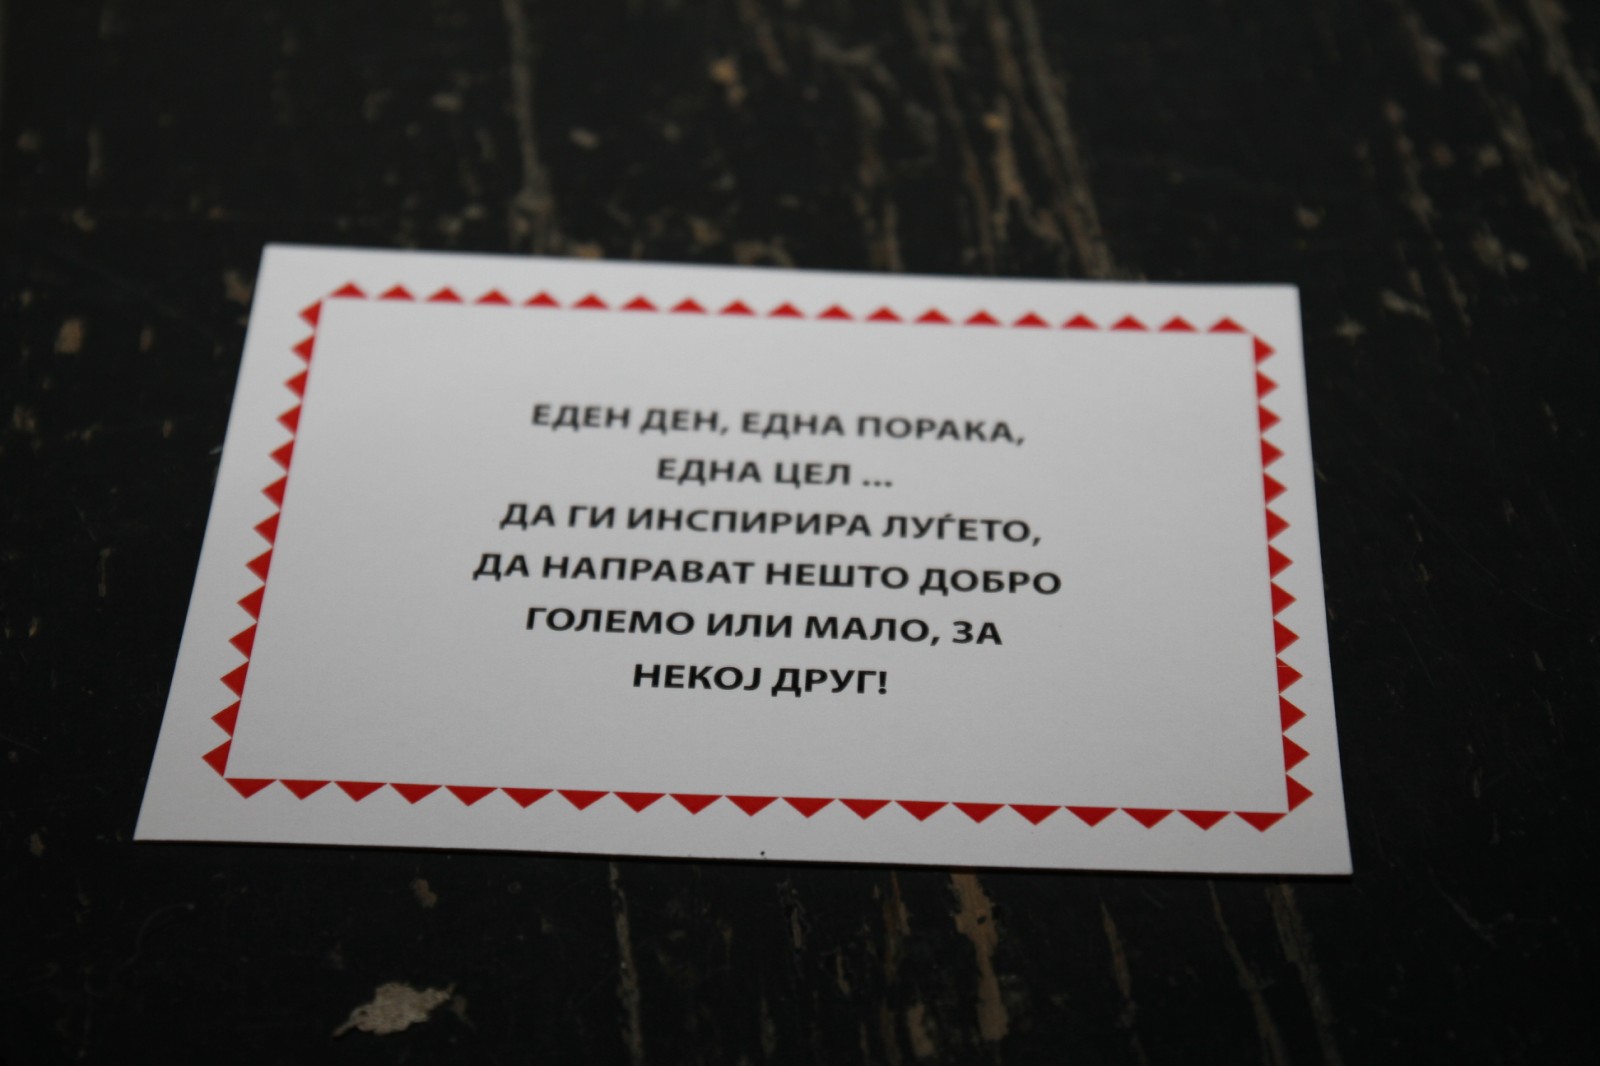 ЕДЕН ДЕН, ЕДНА ПОРАКА,
ЕДНА ЦЕЛ ...
ДА ГИ ИНСПИРИРА ЛУЃЕТО,
ДА НАПРАВАТ НЕШТО ДОБРО
ГОЛЕМО ИЛИ МАЛО, ЗА
НЕКОЈ ДРУГ!